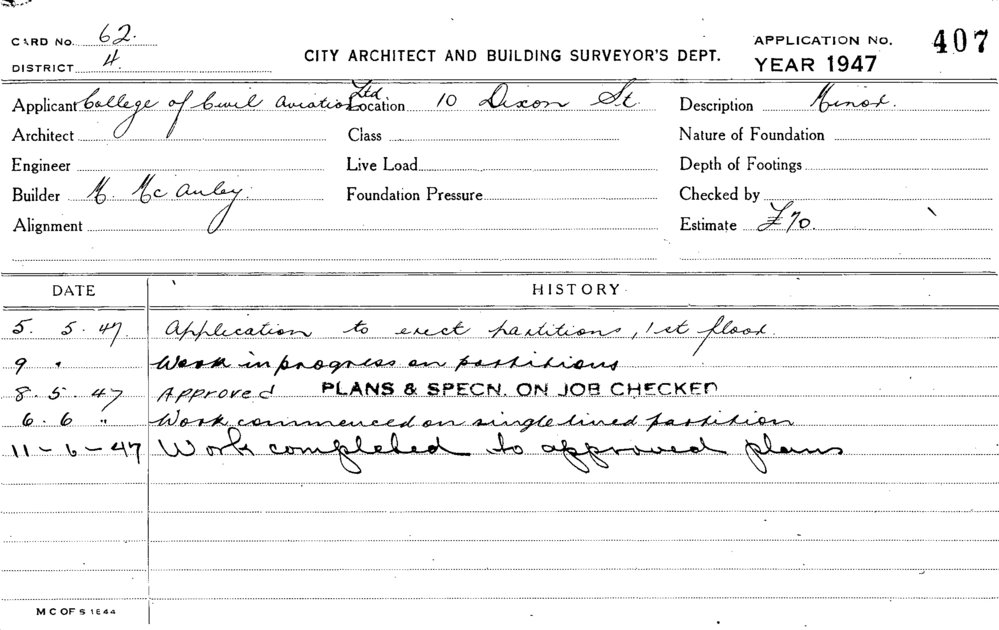 CARD No. 62. CITY ARCHITECT AND BUILDING SURVEYOR'S DEPT. APPLICATION No. 407
DISTRICT 4. YEAR 1947
Applicant College of Civil Aviation Ltd. Location 10 Dixon St. Description Minor.
Architect Class Nature of Foundation
Engineer Live Load Depth of Footings
Builder M. McAuley. Foundation Pressure Checked by
Alignment Estimate £70.
DATE HISTORY
5. 5. 47. Application to erect partitions, 1st floor.
9 " Work in progress on partitions
8. 5. 47 Approved PLANS & SPECN. ON JOB CHECKED
6. 6 " Work commenced on single lined partition
11-6-47 Work completed to approved plans
M C OF S 1844